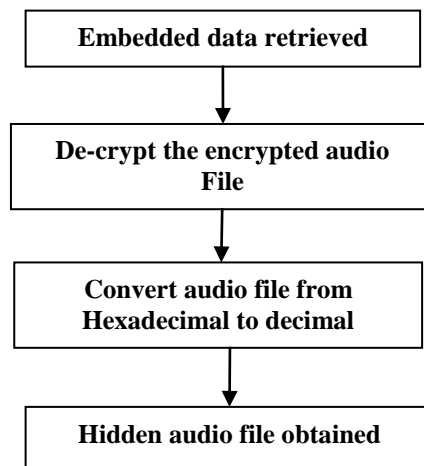 Embedded data retrieved
De-crypt the encrypted audio
File
Convert audio file from
Hexadecimal to decimal
Hidden audio file obtained